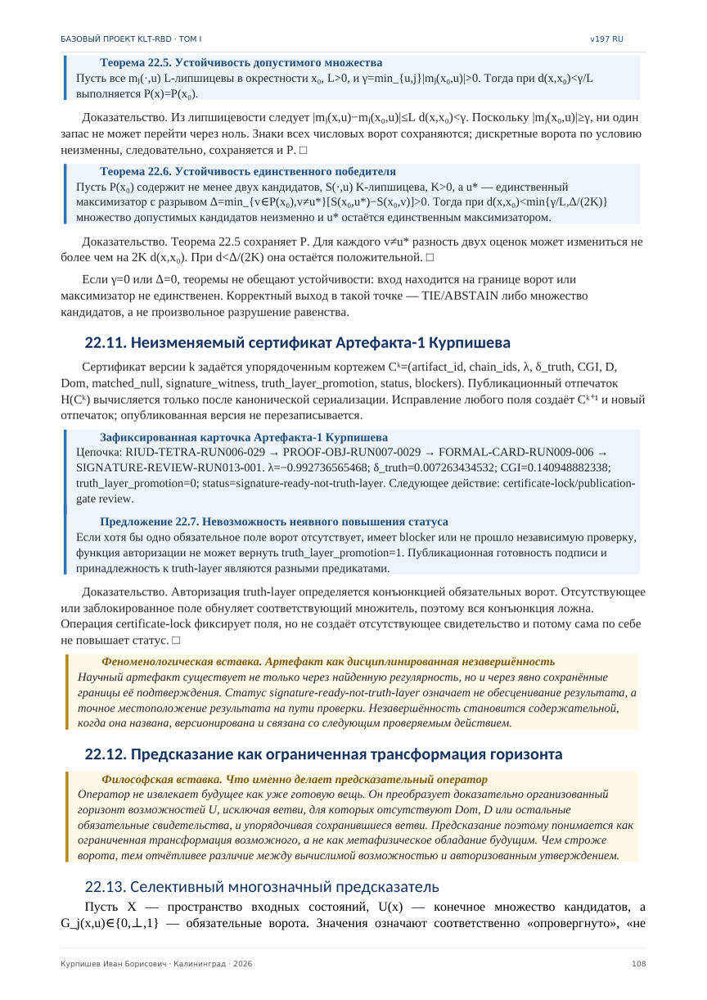 БАЗОВЫЙ ПРОЕКТ KLT-RBD · ТОМ I
v197 RU
Теорема 22.5. Устойчивость допустимого множества
Пусть все mⱼ(·,u) L-липшицевы в окрестности x₀, L>0, и γ=min_{u,j}|mⱼ(x₀,u)|>0. Тогда при d(x,x₀)<γ/L
выполняется P(x)=P(x₀).
Доказательство. Из липшицевости следует |mⱼ(x,u)−mⱼ(x₀,u)|≤L d(x,x₀)<γ. Поскольку |mⱼ(x₀,u)|≥γ, ни один
запас не может перейти через ноль. Знаки всех числовых ворот сохраняются; дискретные ворота по условию
неизменны, следовательно, сохраняется и P. □
Теорема 22.6. Устойчивость единственного победителя
Пусть P(x₀) содержит не менее двух кандидатов, S(·,u) K-липшицева, K>0, а u* — единственный
максимизатор с разрывом Δ=min_{v∈P(x₀),v≠u*}[S(x₀,u*)−S(x₀,v)]>0. Тогда при d(x,x₀)<min{γ/L,Δ/(2K)}
множество допустимых кандидатов неизменно и u* остаётся единственным максимизатором.
Доказательство. Теорема 22.5 сохраняет P. Для каждого v≠u* разность двух оценок может измениться не
более чем на 2K d(x,x₀). При d<Δ/(2K) она остаётся положительной. □
Если γ=0 или Δ=0, теоремы не обещают устойчивости: вход находится на границе ворот или
максимизатор не единственен. Корректный выход в такой точке — TIE/ABSTAIN либо множество
кандидатов, а не произвольное разрушение равенства.
22.11. Неизменяемый сертификат Артефакта-1 Курпишева
Сертификат версии k задаётся упорядоченным кортежем Cᵏ=(artifact_id, chain_ids, λ, δ_truth, CGI, D,
Dom, matched_null, signature_witness, truth_layer_promotion, status, blockers). Публикационный отпечаток
H(Cᵏ) вычисляется только после канонической сериализации. Исправление любого поля создаёт Cᵏ⁺¹ и новый
отпечаток; опубликованная версия не перезаписывается.
Зафиксированная карточка Артефакта-1 Курпишева
Цепочка: RIUD-TETRA-RUN006-029 → PROOF-OBJ-RUN007-0029 → FORMAL-CARD-RUN009-006 →
SIGNATURE-REVIEW-RUN013-001. λ=−0.992736565468; δ_truth=0.007263434532; CGI=0.140948882338;
truth_layer_promotion=0; status=signature-ready-not-truth-layer. Следующее действие: certificate-lock/publication-
gate review.
Предложение 22.7. Невозможность неявного повышения статуса
Если хотя бы одно обязательное поле ворот отсутствует, имеет blocker или не прошло независимую проверку,
функция авторизации не может вернуть truth_layer_promotion=1. Публикационная готовность подписи и
принадлежность к truth-layer являются разными предикатами.
Доказательство. Авторизация truth-layer определяется конъюнкцией обязательных ворот. Отсутствующее
или заблокированное поле обнуляет соответствующий множитель, поэтому вся конъюнкция ложна.
Операция certificate-lock фиксирует поля, но не создаёт отсутствующее свидетельство и потому сама по себе
не повышает статус. □
Феноменологическая вставка. Артефакт как дисциплинированная незавершённость
Научный артефакт существует не только через найденную регулярность, но и через явно сохранённые
границы её подтверждения. Статус signature-ready-not-truth-layer означает не обесценивание результата, а
точное местоположение результата на пути проверки. Незавершённость становится содержательной,
когда она названа, версионирована и связана со следующим проверяемым действием.
22.12. Предсказание как ограниченная трансформация горизонта
Философская вставка. Что именно делает предсказательный оператор
Оператор не извлекает будущее как уже готовую вещь. Он преобразует доказательно организованный
горизонт возможностей U, исключая ветви, для которых отсутствуют Dom, D или остальные
обязательные свидетельства, и упорядочивая сохранившиеся ветви. Предсказание поэтому понимается как
ограниченная трансформация возможного, а не как метафизическое обладание будущим. Чем строже
ворота, тем отчётливее различие между вычислимой возможностью и авторизованным утверждением.
22.13. Селективный многозначный предсказатель
Пусть X — пространство входных состояний, U(x) — конечное множество кандидатов, а
G_j(x,u)∈{0,⊥,1} — обязательные ворота. Значения означают соответственно «опровергнуто», «не
Курпишев Иван Борисович · Калининград · 2026
108